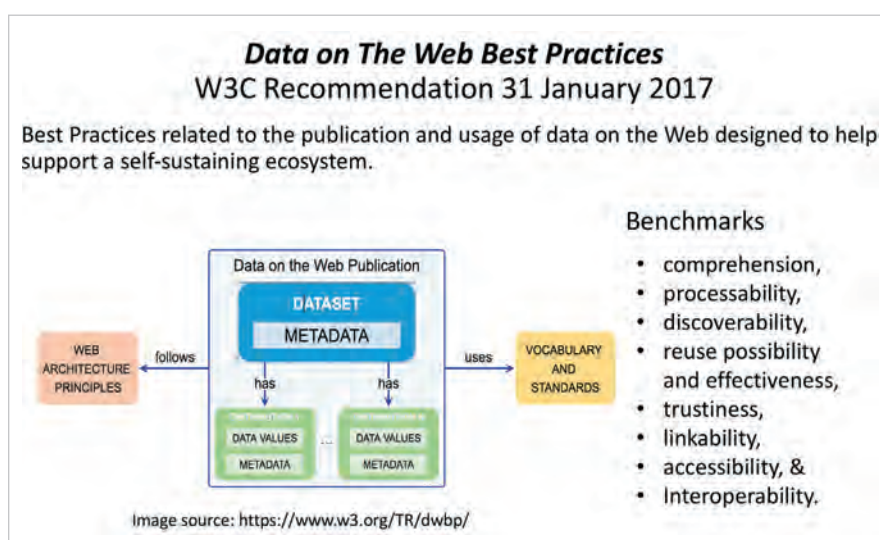 Data on The Web Best Practices
W3C Recommendation 31 January 2017
Best Practices related to the publication and usage of data on the Web designed to help
support a self-sustaining ecosystem.
Data on the Web Publication
DATASET
METADATA
WEB
ARCHITECTURE
PRINCIPLES
follows
uses
VOCABULARY
AND
STANDARDS
has
has
DATA VALUES
METADATA
...
DATA VALUES
METADATA
Image source: https://www.w3.org/TR/dwbp/
Benchmarks
• comprehension,
• processability,
• discoverability,
• reuse possibility
and effectiveness,
• trustiness,
• linkability,
• accessibility, &
• Interoperability.